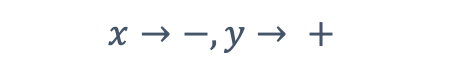 x → −, y → +